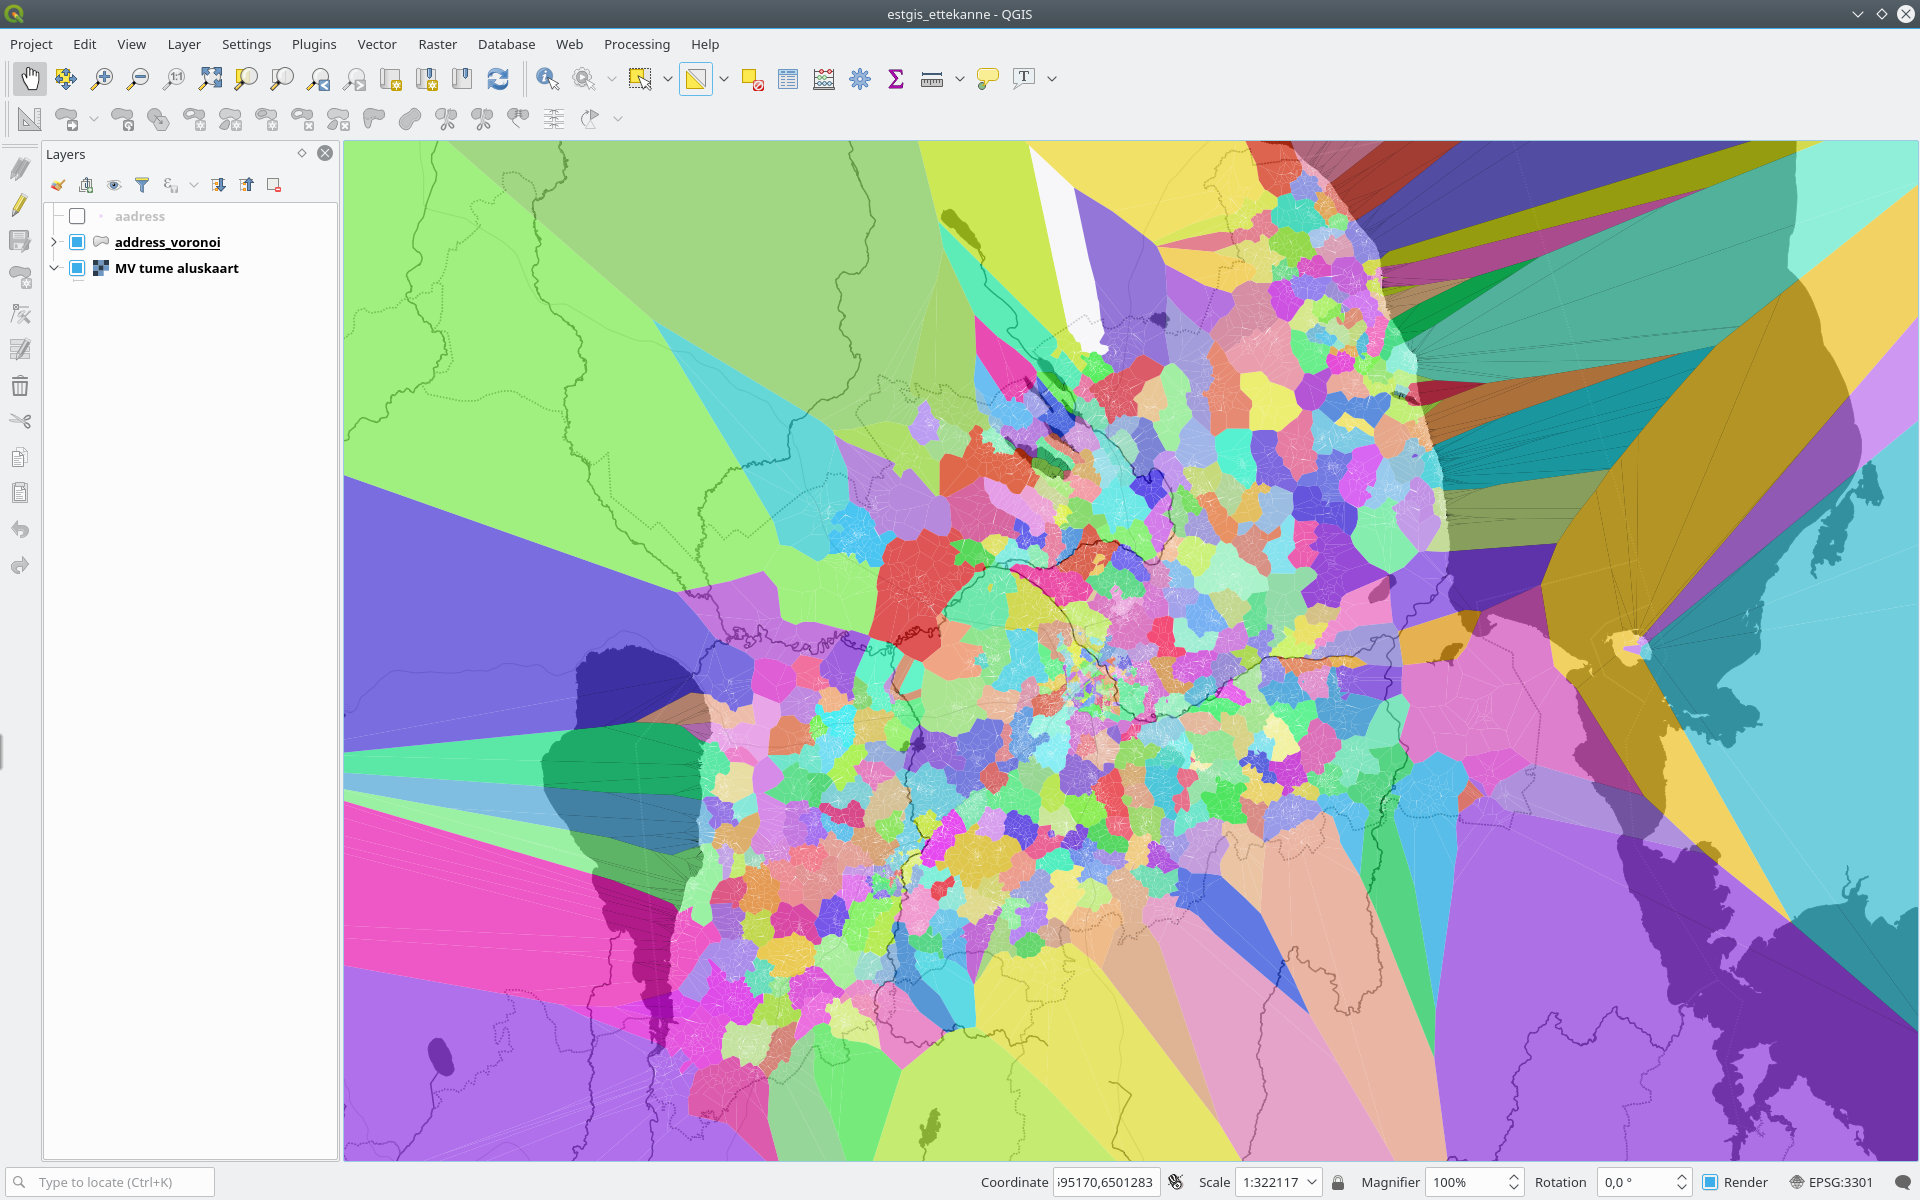 estgis_ettekanne - QGIS
Project Edit View Layer Settings Plugins Vector Raster Database Web Processing Help
Layers
aadress
address_voronoi
MV tume aluskaart
Type to locate (Ctrl+K) Coordinate 595170,6501283 Scale 1:322117 Magnifier 100% Rotation 0,0 ° Render EPSG:3301